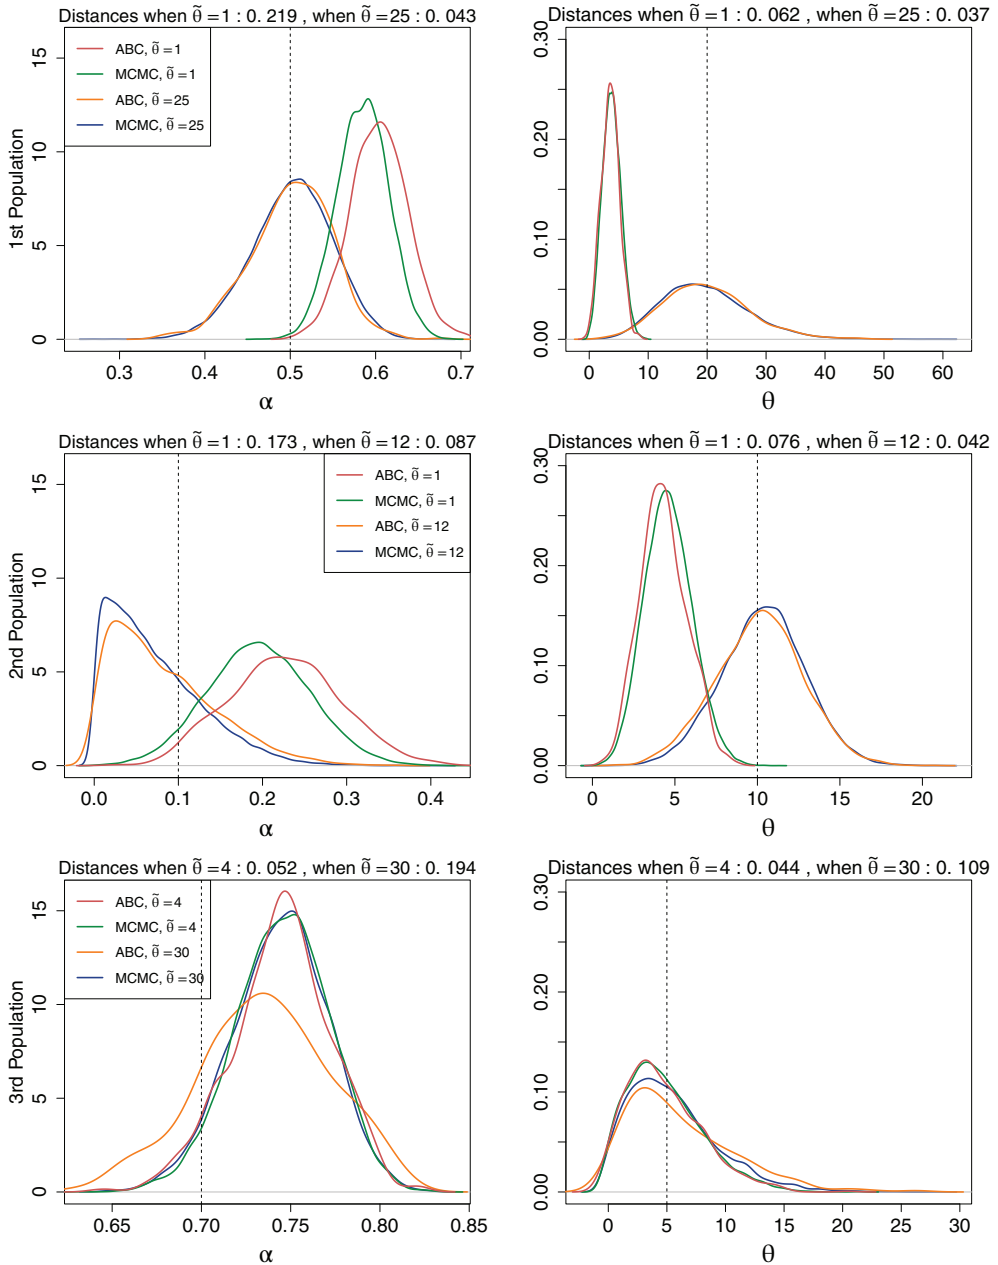 Distances when θ̃ = 1 : 0. 219 , when θ̃ = 25 : 0. 043
1st Population
15
10
5
0
ABC, θ̃ = 1
MCMC, θ̃ = 1
ABC, θ̃ = 25
MCMC, θ̃ = 25
0.3 0.4 0.5 0.6 0.7
α
Distances when θ̃ = 1 : 0. 062 , when θ̃ = 25 : 0. 037
0.30
0.20
0.10
0.00
0 10 20 30 40 50 60
θ
Distances when θ̃ = 1 : 0. 173 , when θ̃ = 12 : 0. 087
2nd Population
15
10
5
0
ABC, θ̃ = 1
MCMC, θ̃ = 1
ABC, θ̃ = 12
MCMC, θ̃ = 12
0.0 0.1 0.2 0.3 0.4
α
Distances when θ̃ = 1 : 0. 076 , when θ̃ = 12 : 0. 042
0.30
0.20
0.10
0.00
0 5 10 15 20
θ
Distances when θ̃ = 4 : 0. 052 , when θ̃ = 30 : 0. 194
3rd Population
15
10
5
0
ABC, θ̃ = 4
MCMC, θ̃ = 4
ABC, θ̃ = 30
MCMC, θ̃ = 30
0.65 0.70 0.75 0.80 0.85
α
Distances when θ̃ = 4 : 0. 044 , when θ̃ = 30 : 0. 109
0.30
0.20
0.10
0.00
0 5 10 15 20 25 30
θ